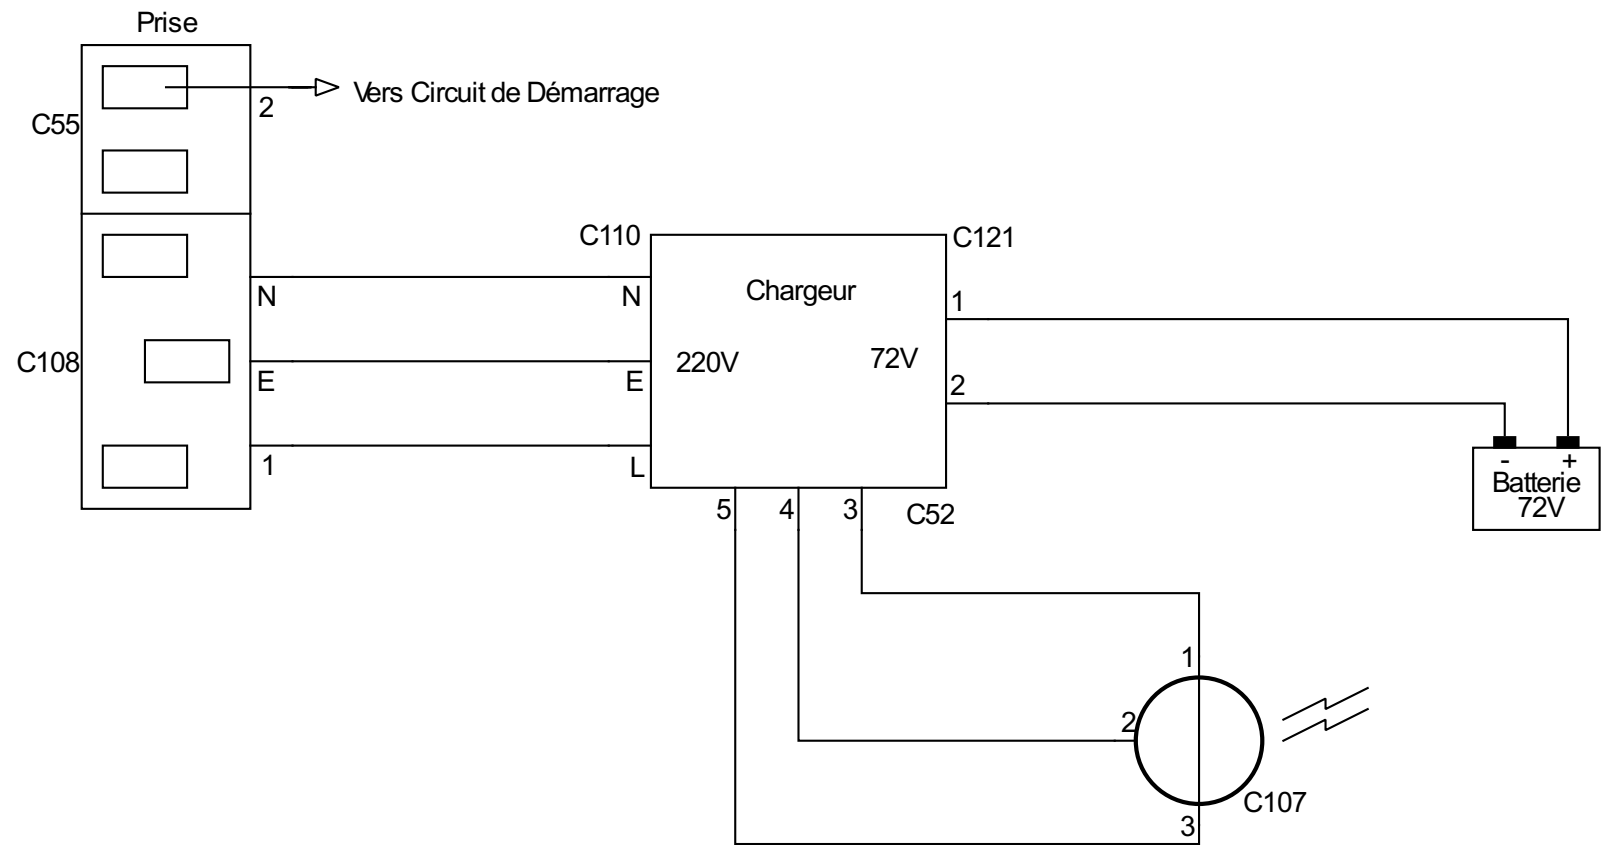 Prise
C55
2
Vers Circuit de Démarrage
C110
C121
N
N
Chargeur
1
C108
E
E
220V
72V
2
1
L
-
+
Batterie
72V
5
4
3
C52
1
2
C107
3